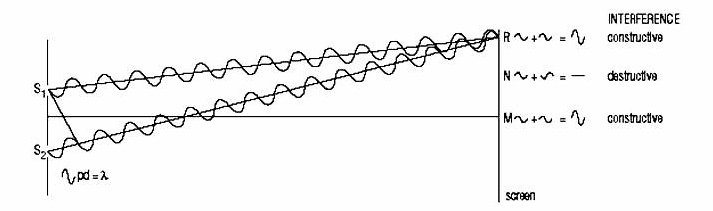 INTERFERENCE
R + = constructive
S1
N + = — destructive
M + = constructive
S2
pd = λ
screen